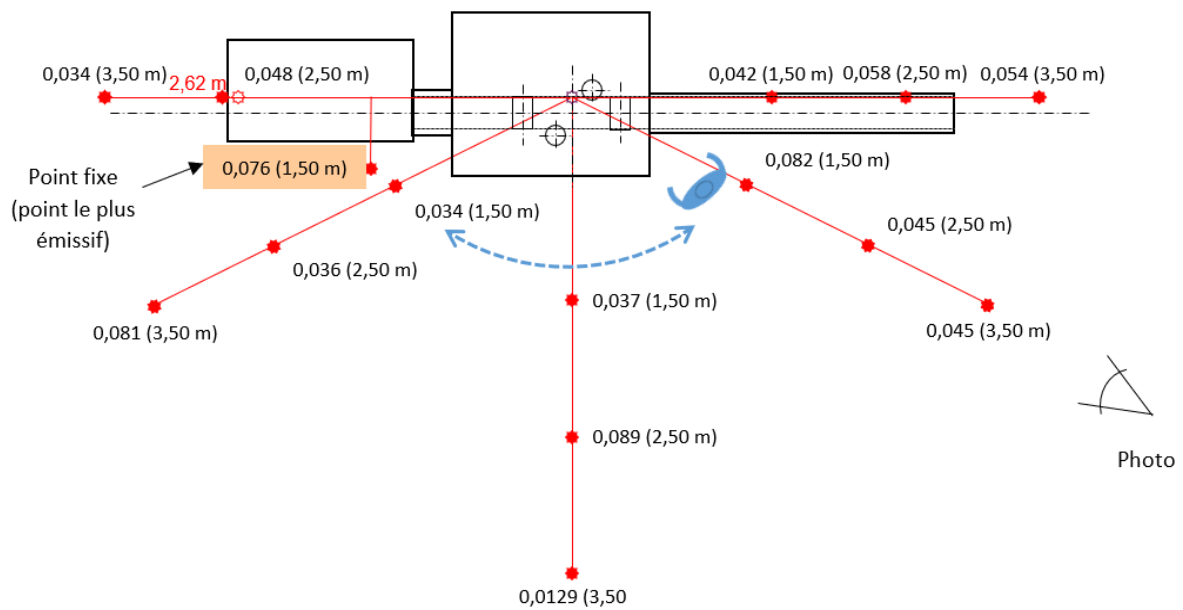 0,034 (3,50 m)
2,62 m
0,048 (2,50 m)
0,042 (1,50 m)
0,058 (2,50 m)
0,054 (3,50 m)
Point fixe
(point le plus
émissif)
0,076 (1,50 m)
0,082 (1,50 m)
0,034 (1,50 m)
0,045 (2,50 m)
0,036 (2,50 m)
0,037 (1,50 m)
0,081 (3,50 m)
0,045 (3,50 m)
0,089 (2,50 m)
Photo
0,0129 (3,50